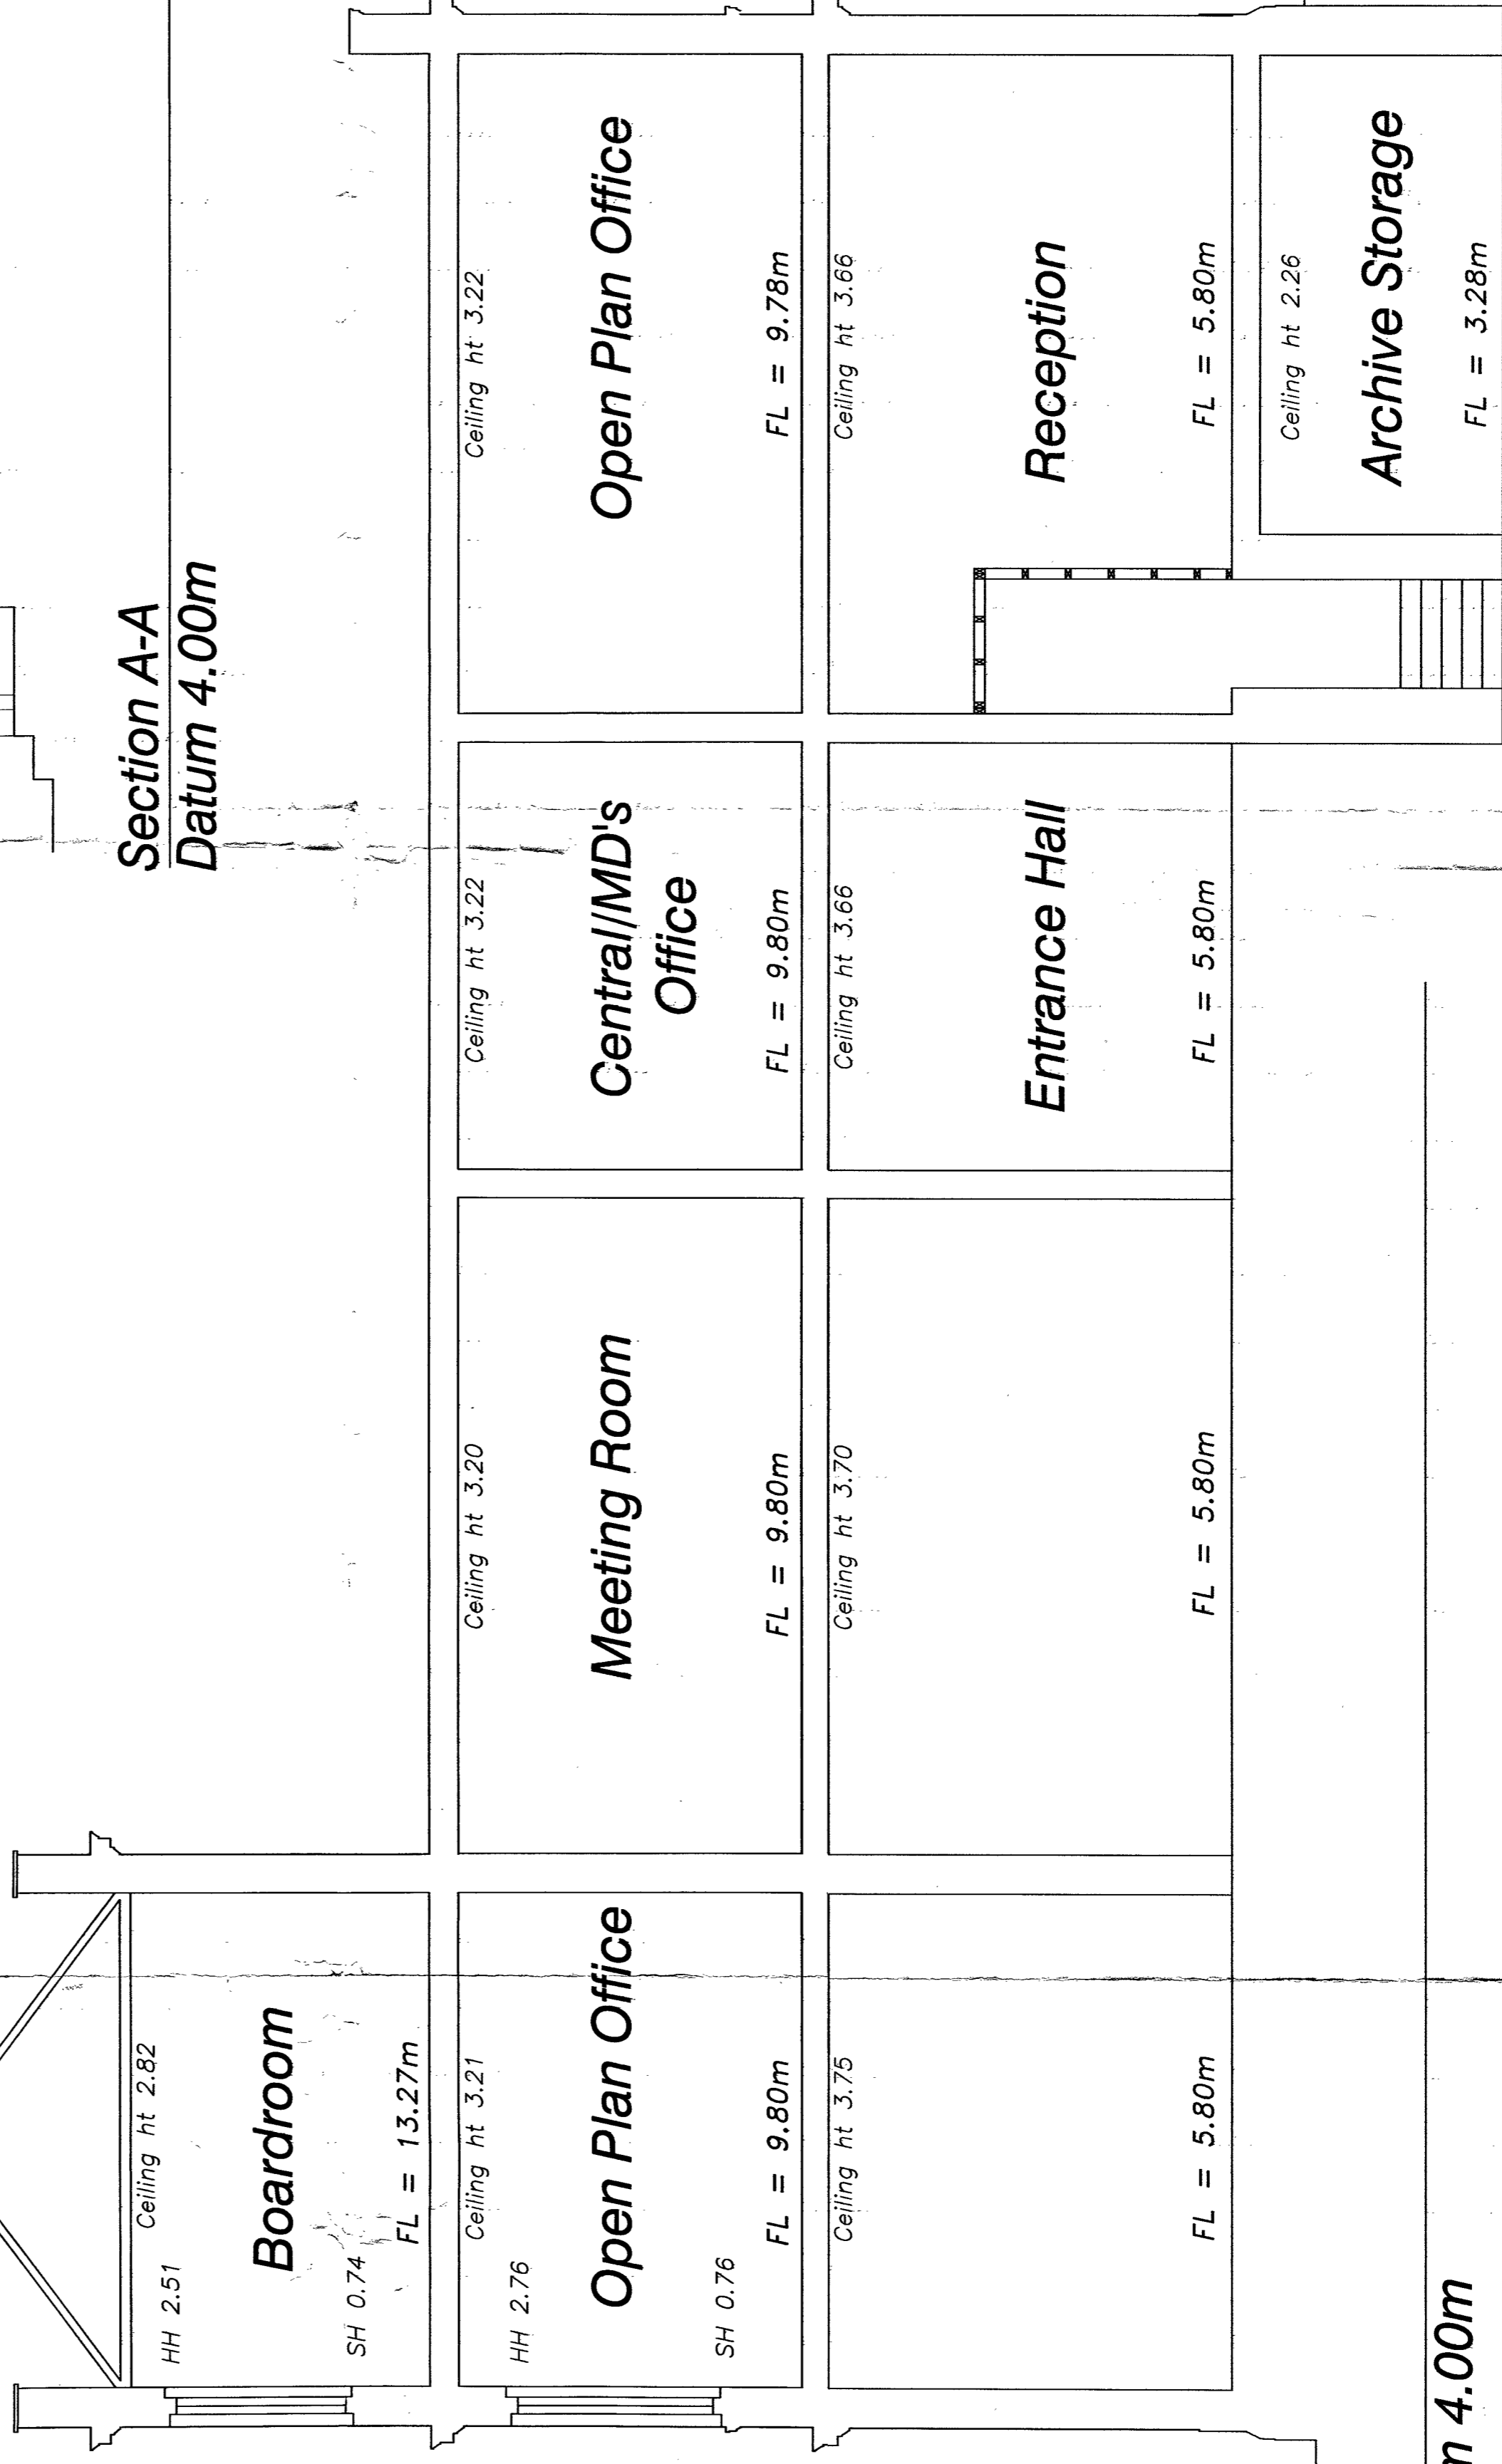 Section A-A
Datum 4.00m
Ceiling ht 2.82
HH 2.51
Boardroom
SH 0.74
FL = 13.27m
Ceiling ht 3.21
HH 2.76
Open Plan Office
SH 0.76
FL = 9.80m
Ceiling ht 3.20
Meeting Room
FL = 9.80m
Ceiling ht 3.22
Central/MD's
Office
FL = 9.80m
Ceiling ht 3.22
Open Plan Office
FL = 9.78m
Ceiling ht 3.75
FL = 5.80m
Ceiling ht 3.70
FL = 5.80m
Ceiling ht 3.66
Entrance Hall
FL = 5.80m
Ceiling ht 3.66
Reception
FL = 5.80m
Ceiling ht 2.26
Archive Storage
FL = 3.28m
m 4.00m